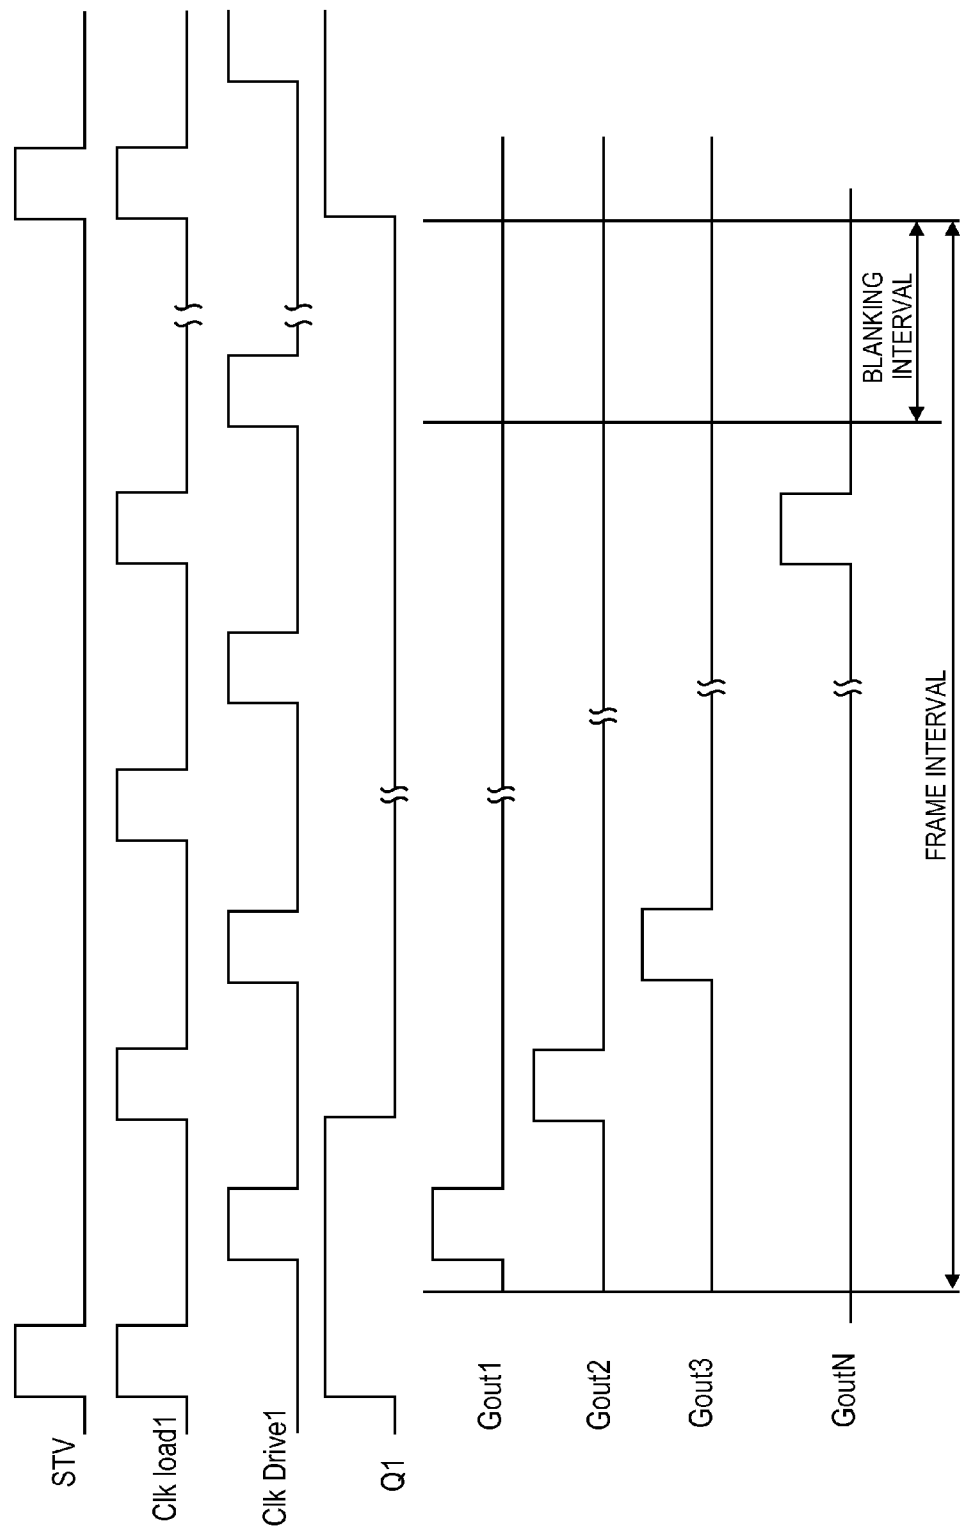 STV
Clk load1
Clk Drive1
Q1
Gout1
Gout2
Gout3
GoutN
BLANKING
INTERVAL
FRAME INTERVAL